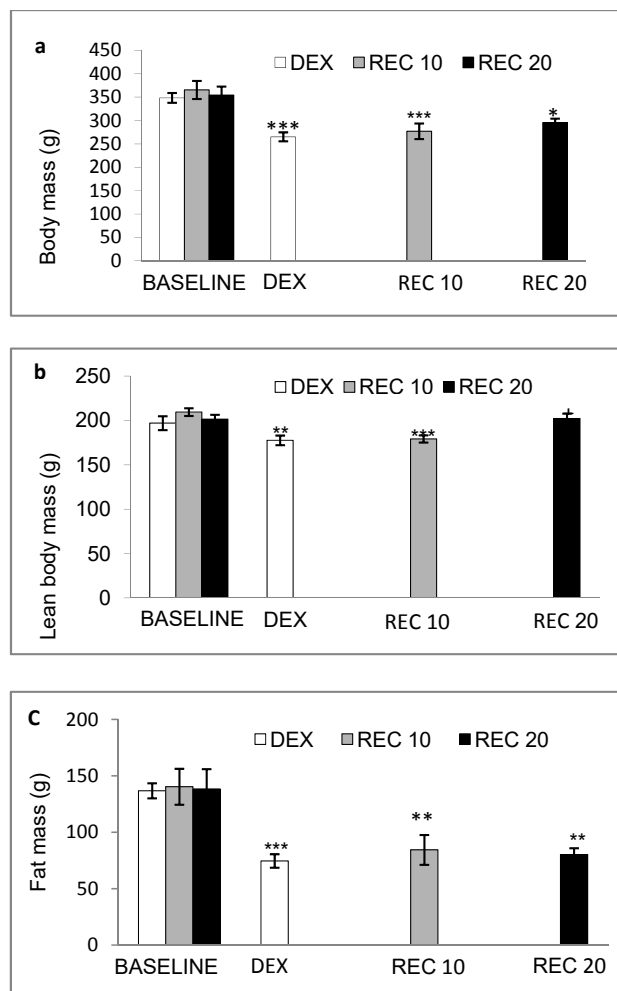 a
DEX REC 10 REC 20
Body mass (g)
450
400
350
300
250
200
150
100
50
0
***
***
*
BASELINE DEX REC 10 REC 20
b
DEX REC 10 REC 20
Lean body mass (g)
250
200
150
100
50
0
**
***
+
BASELINE DEX REC 10 REC 20
C
DEX REC 10 REC 20
Fat mass (g)
200
150
100
50
0
***
**
**
BASELINE DEX REC 10 REC 20